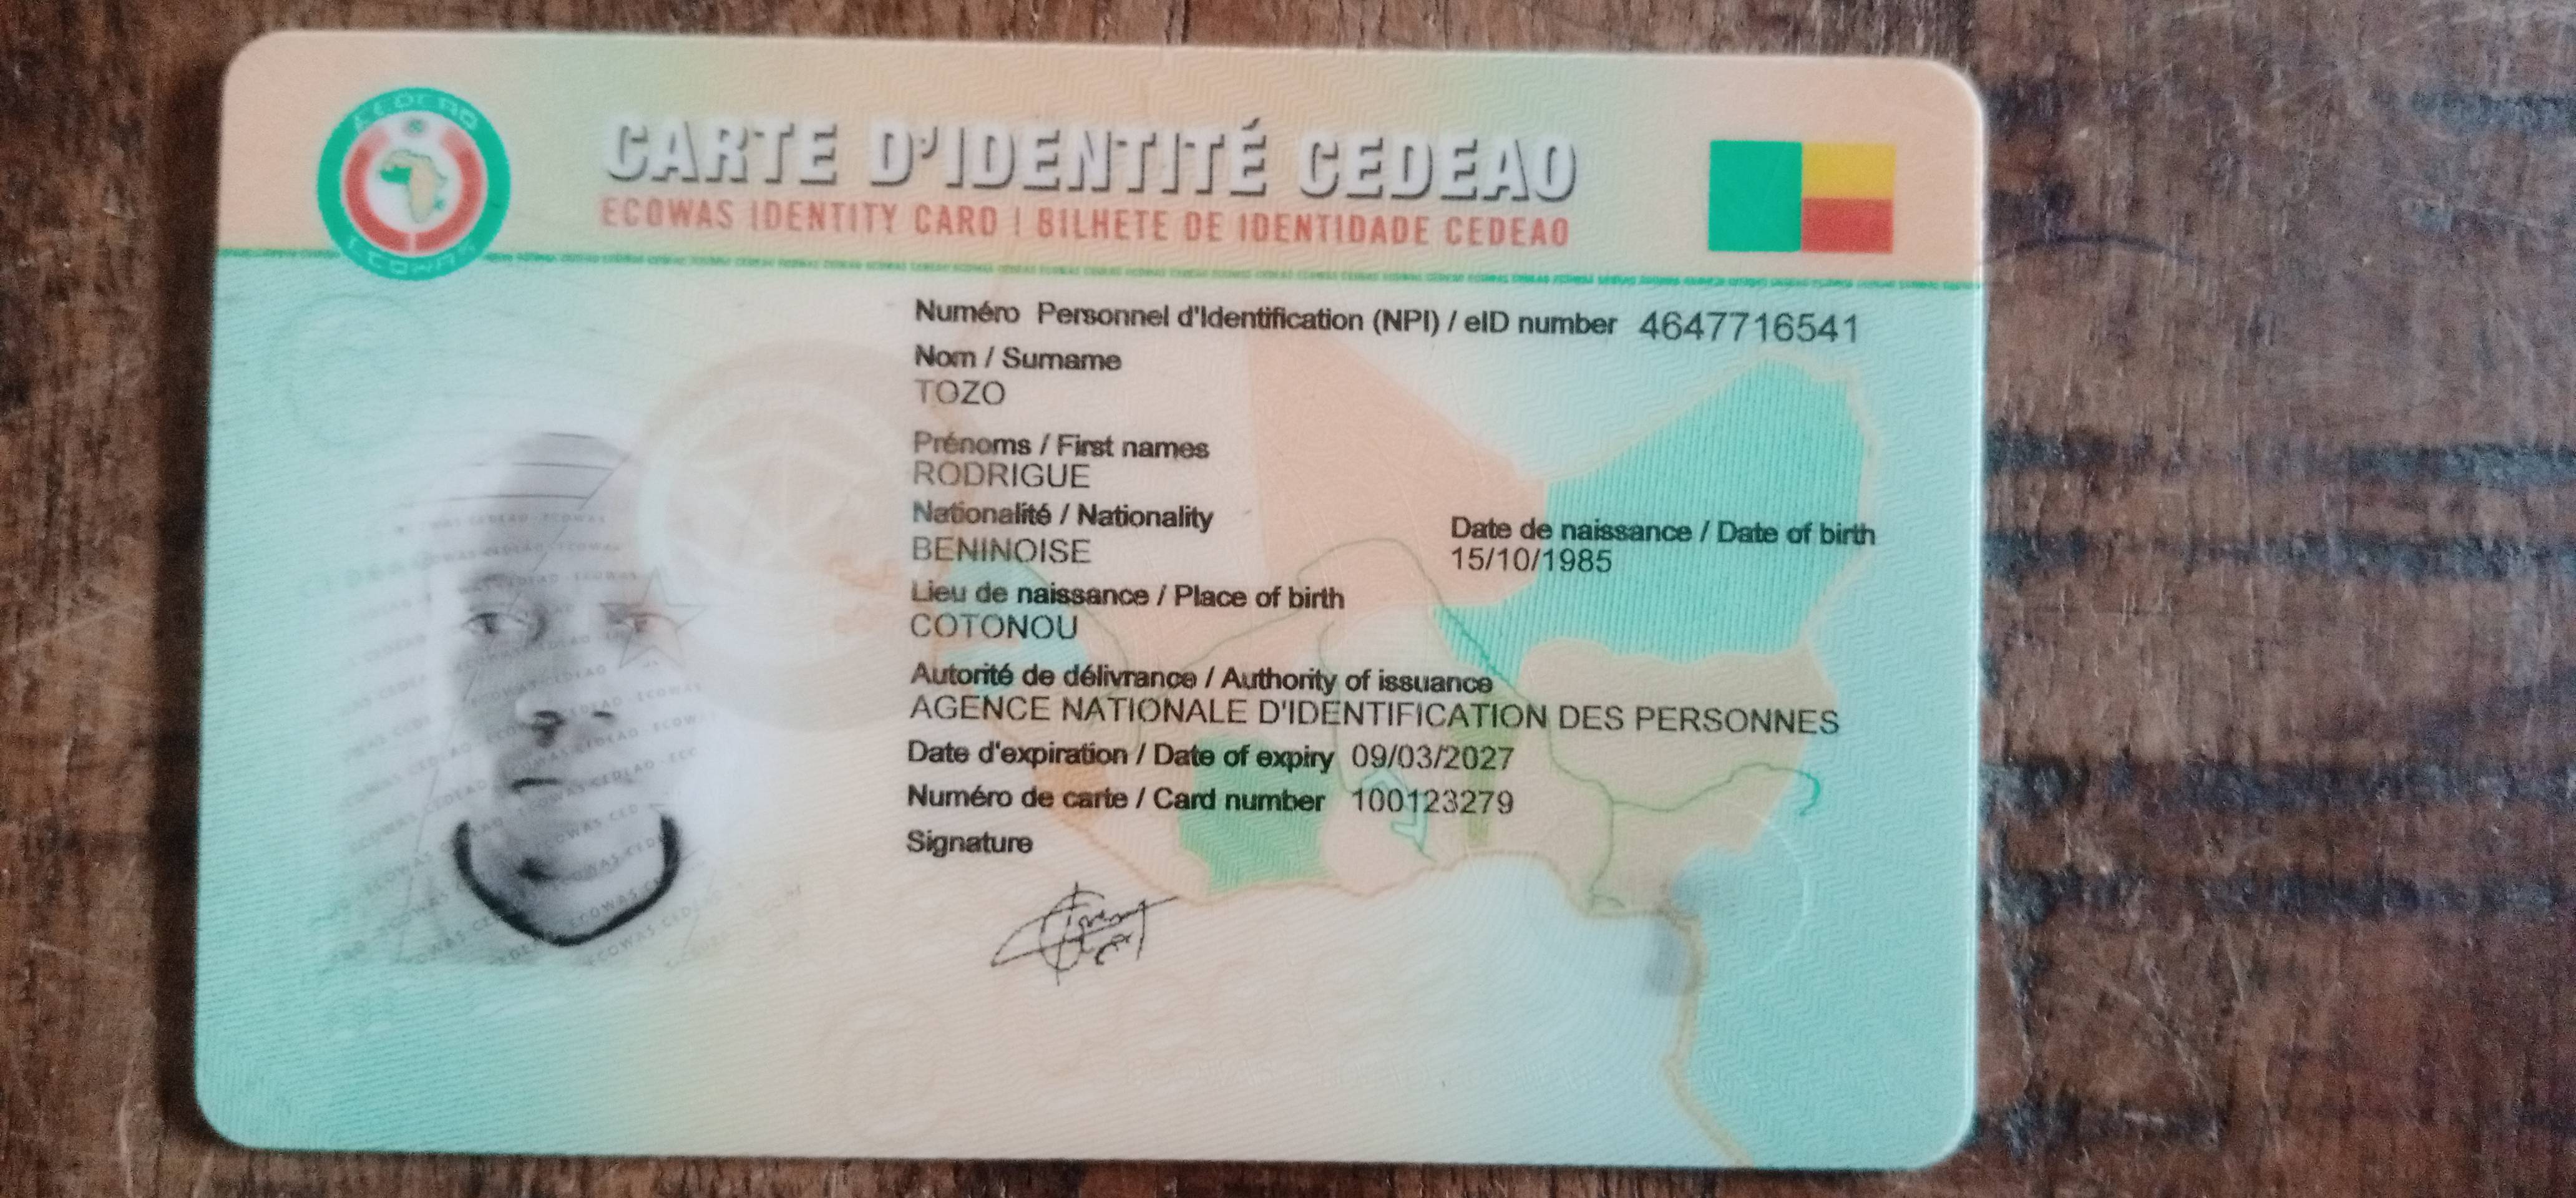 CEDEAO
ECOWAS
CARTE D'IDENTITÉ CEDEAO
ECOWAS IDENTITY CARD | BILHETE DE IDENTIDADE CEDEAO
Numéro Personnel d'Identification (NPI) / eID number 4647716541
Nom / Surname
TOZO
Prénoms / First names
RODRIGUE
Nationalité / Nationality
BENINOISE
Date de naissance / Date of birth
15/10/1985
Lieu de naissance / Place of birth
COTONOU
Autorité de délivrance / Authority of issuance
AGENCE NATIONALE D'IDENTIFICATION DES PERSONNES
Date d'expiration / Date of expiry 09/03/2027
Numéro de carte / Card number 100123279
Signature